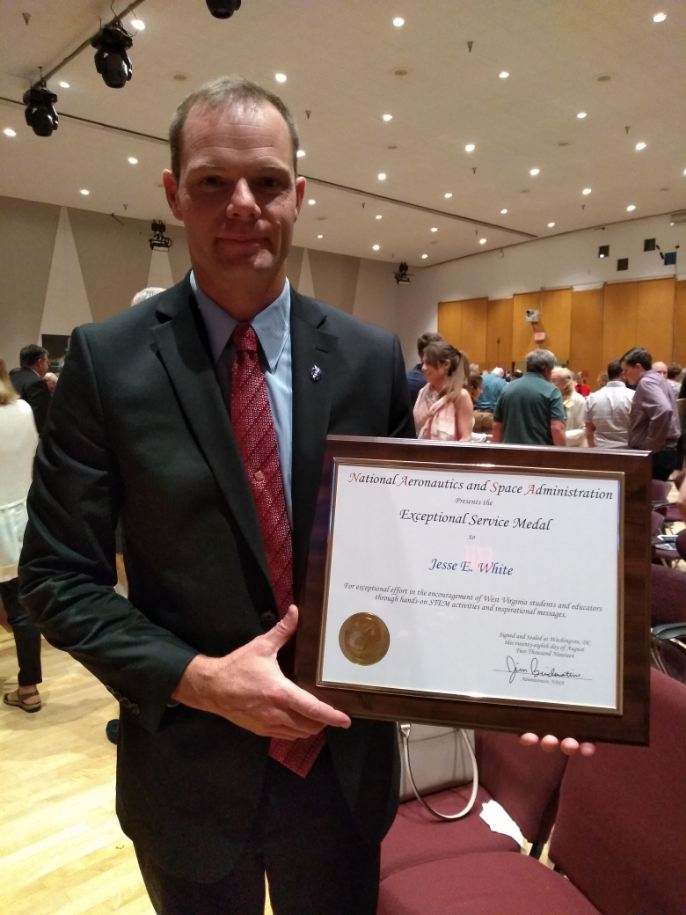 National Aeronautics and Space Administration
Presents the
Exceptional Service Medal
to
Jesse E. White
For exceptional effort in the encouragement of West Virginia students and educators
through hands-on STEM activities and inspirational messages.
Signed and sealed at Washington, DC
this twenty-eighth day of August
Two Thousand Nineteen
Administrator, NASA